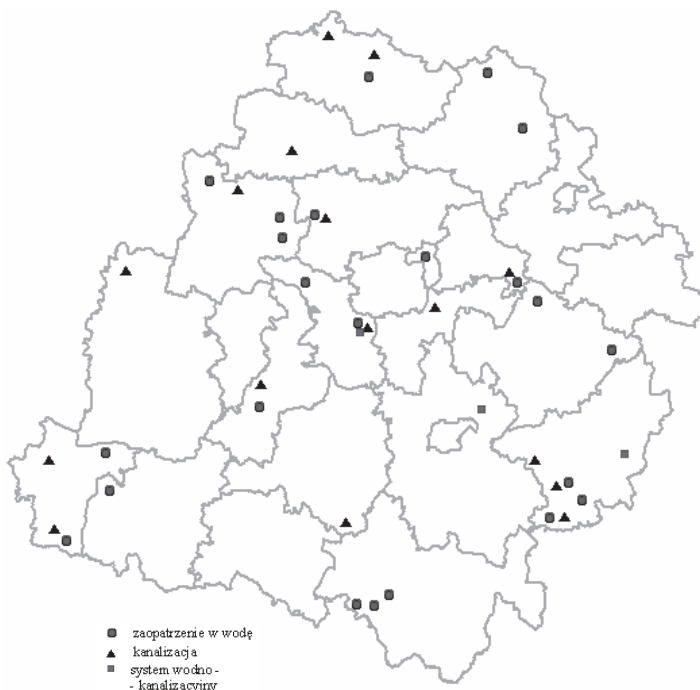 zaopatrzenie w wodę
kanalizacja
system wodno -
- kanalizacyjny